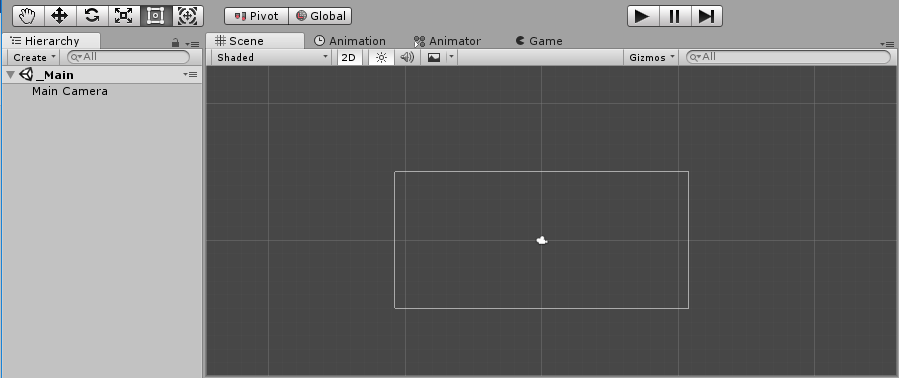 Pivot Global
Hierarchy
Scene Animation Animator Game
Create All
Shaded 2D Gizmos All
_Main
Main Camera